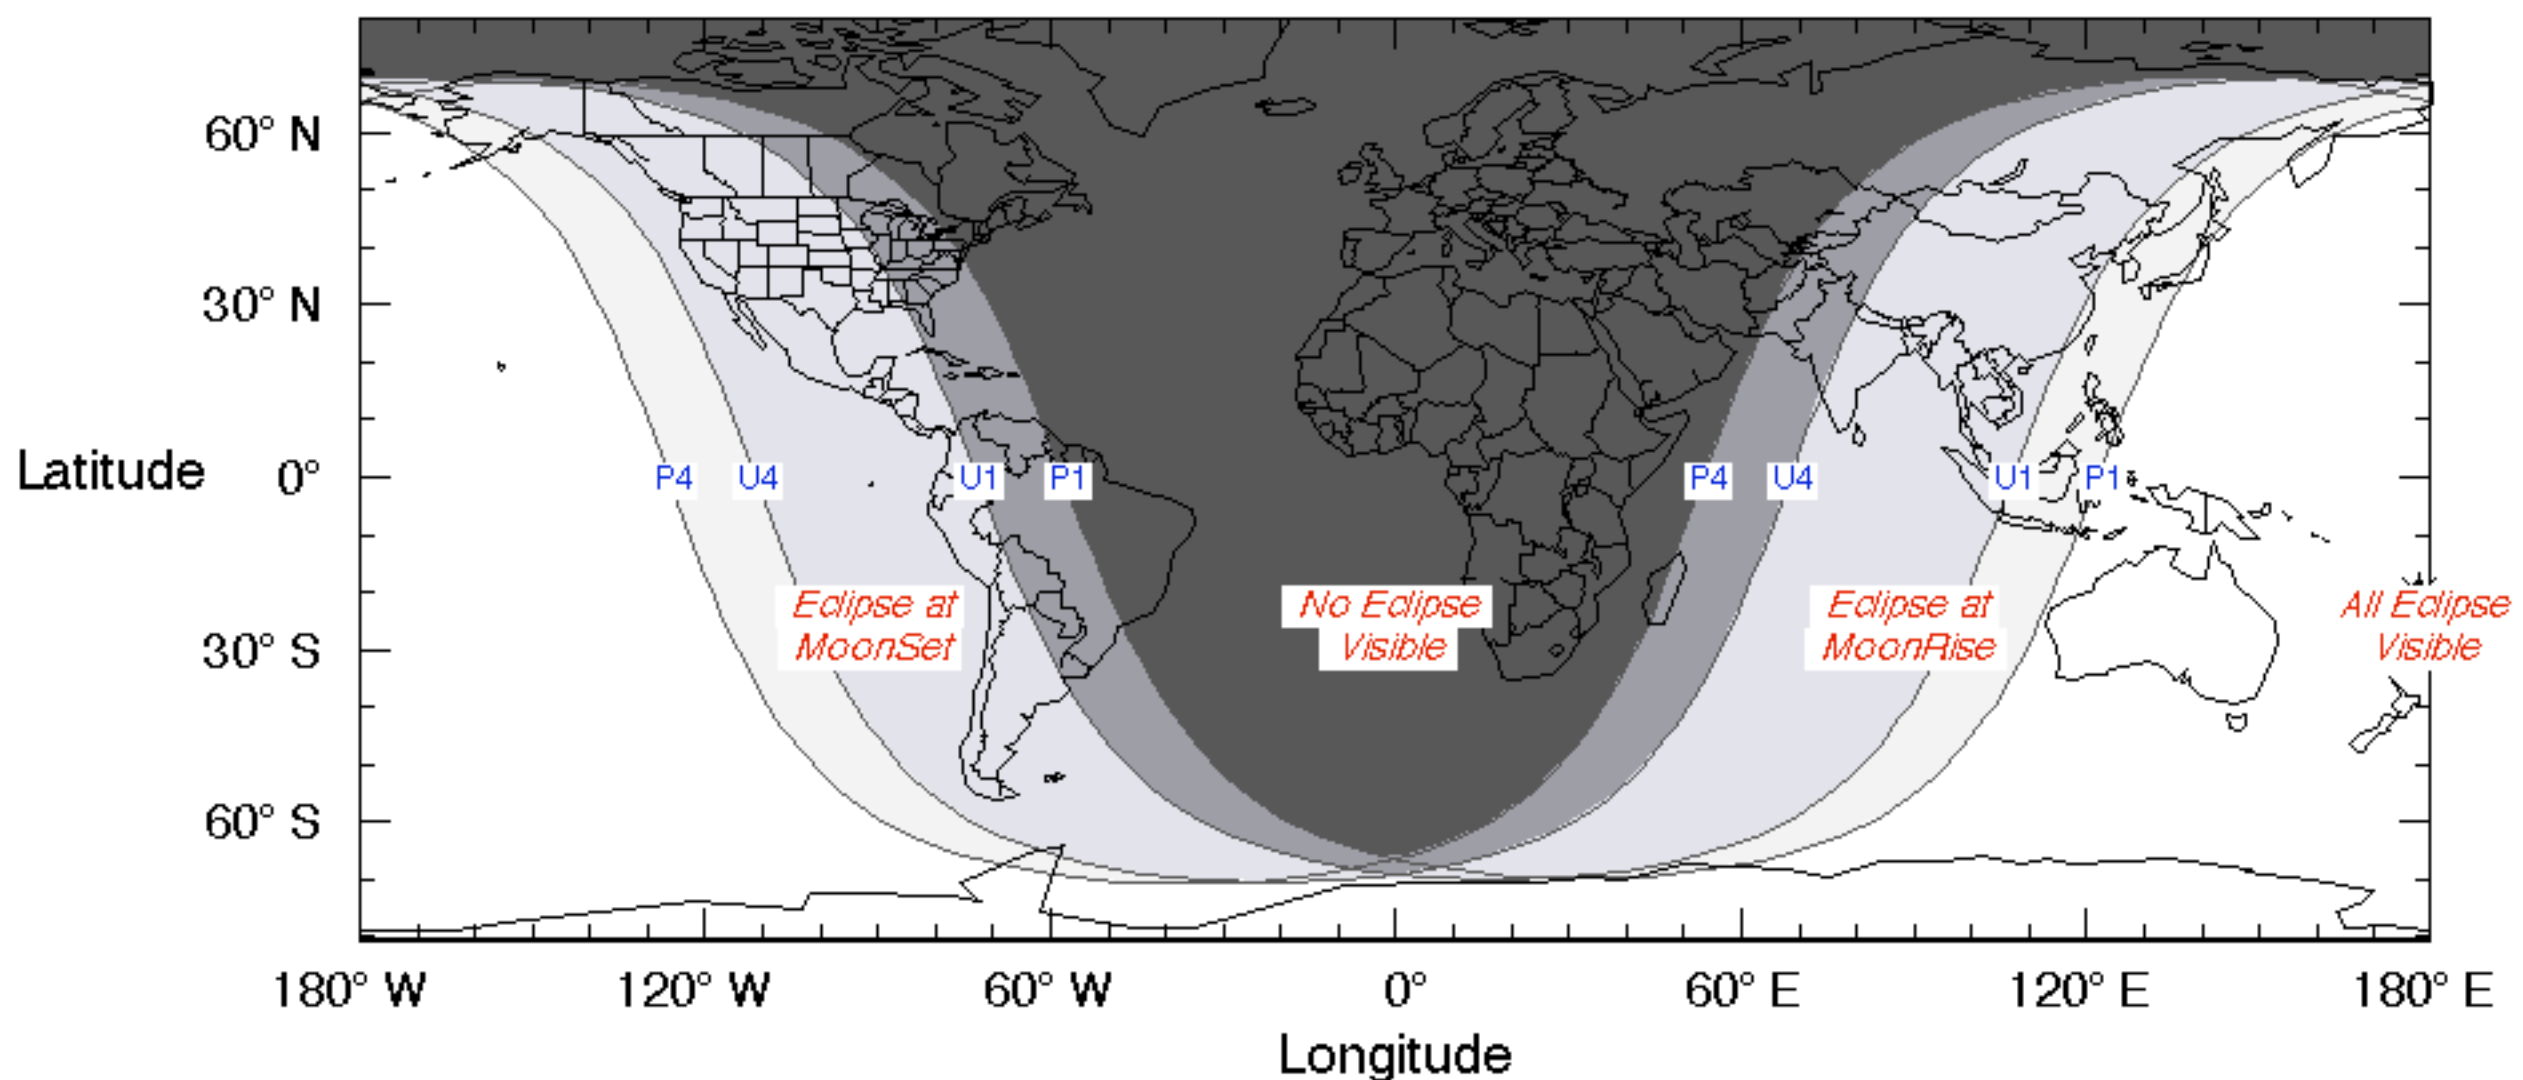 60° N
30° N
Latitude 0°
P4 U4 U1 P1 P4 U4 U1 P1
Eclipse at
MoonSet
No Eclipse
Visible
Eclipse at
MoonRise
All Eclipse
Visible
30° S
60° S
180° W 120° W 60° W 0° 60° E 120° E 180° E
Longitude